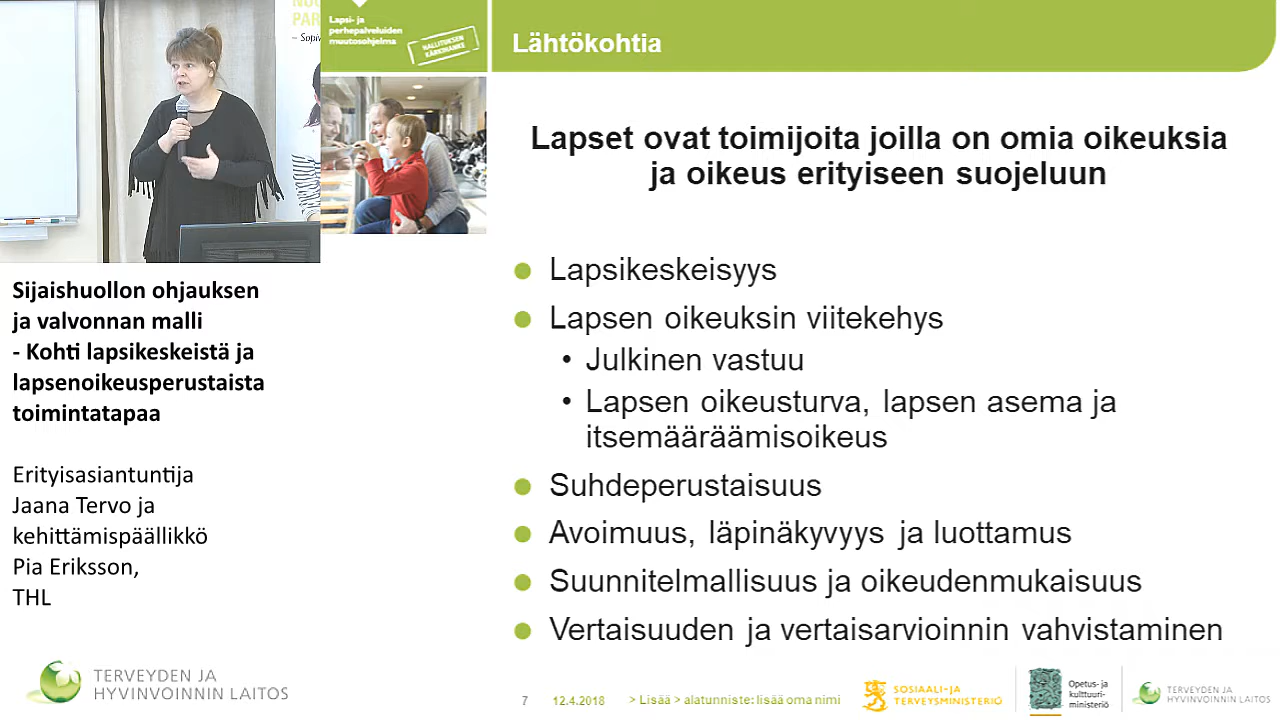 PAR
– Sopiv
Lapsi- ja
perhepalveluiden
muutosohjelma
HALLITUKSEN
KÄRKIHANKE
Lähtökohtia
Lapset ovat toimijoita joilla on omia oikeuksia
ja oikeus erityiseen suojeluun
Lapsikeskeisyys
Lapsen oikeuksin viitekehys
Julkinen vastuu
Lapsen oikeusturva, lapsen asema ja
itsemääräämisoikeus
Suhdeperustaisuus
Avoimuus, läpinäkyvyys ja luottamus
Suunnitelmallisuus ja oikeudenmukaisuus
Vertaisuuden ja vertaisarvioinnin vahvistaminen
Sijaishuollon ohjauksen
ja valvonnan malli
- Kohti lapsikeskeistä ja
lapsenoikeusperustaista
toimintatapaa
Erityisasiantuntija
Jaana Tervo ja
kehittämispäällikkö
Pia Eriksson,
THL
TERVEYDEN JA
HYVINVOINNIN LAITOS
7 12.4.2018 > Lisää > alatunniste: lisää oma nimi
SOSIAALI- JA
TERVEYSMINISTERIÖ
Opetus- ja
kulttuuri-
ministeriö
TERVEYDEN JA
HYVINVOINNIN LAITOS